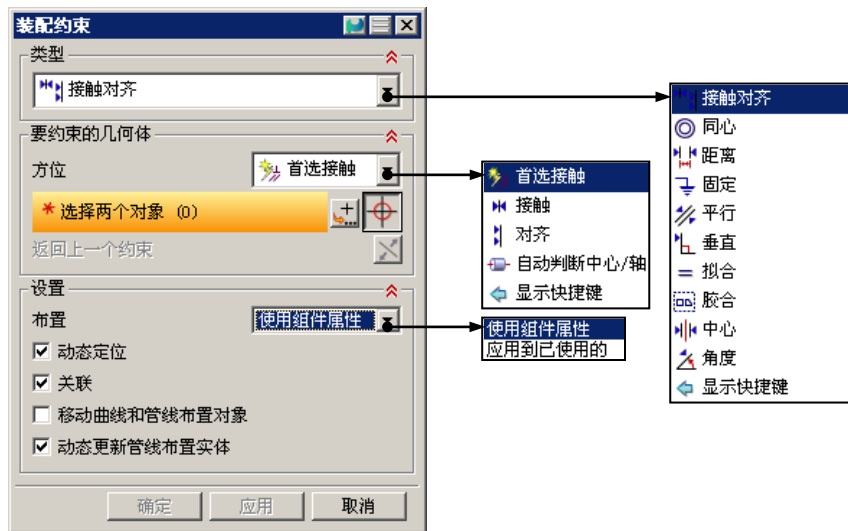 装配约束
类型
接触对齐
要约束的几何体
方位
首选接触
* 选择两个对象 (0)
返回上一个约束
设置
布置
使用组件属性
动态定位
关联
移动曲线和管线布置对象
动态更新管线布置实体
确定
应用
取消
首选接触
接触
对齐
自动判断中心/轴
显示快捷键
使用组件属性
应用到已使用的
接触对齐
同心
距离
固定
平行
垂直
拟合
胶合
中心
角度
显示快捷键